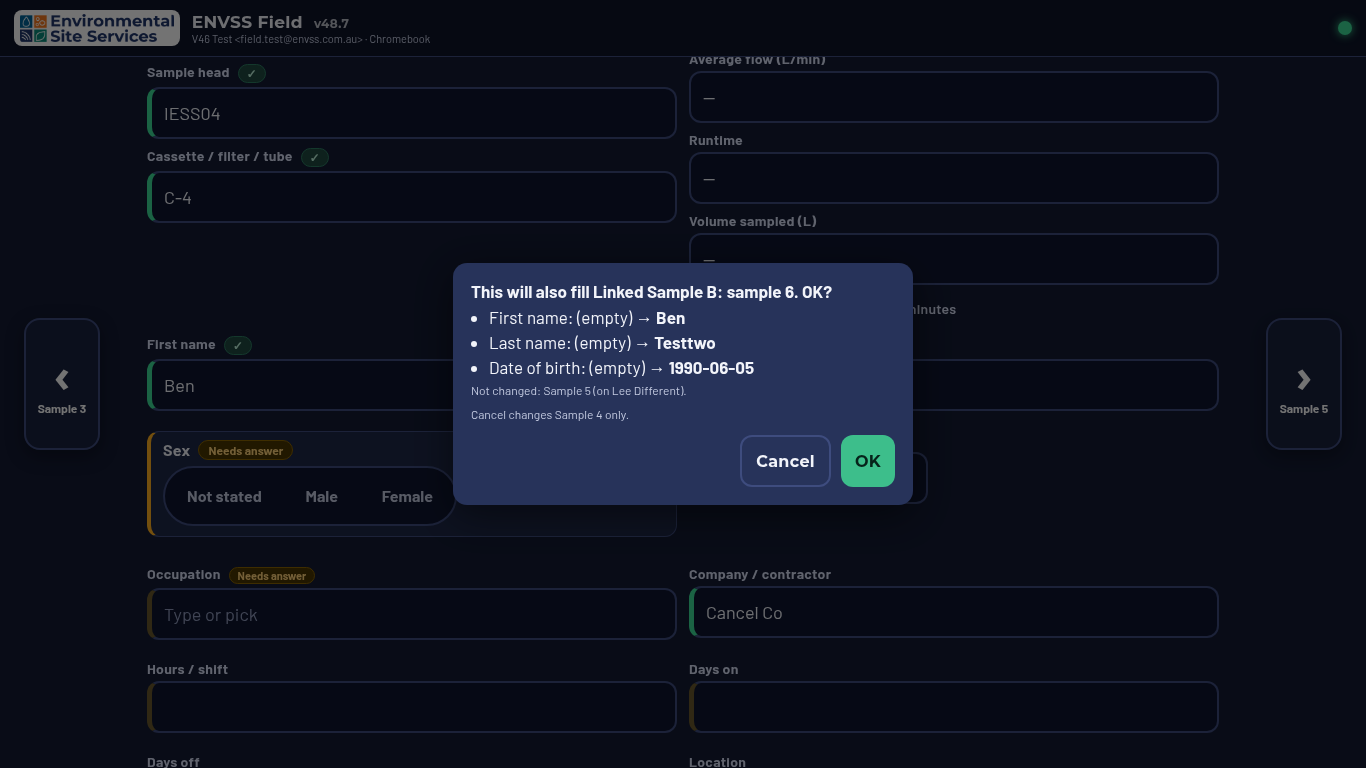 Environmental
Site Services
ENVSS Field v48.7
V46 Test <field.test@envss.com.au> · Chromebook
Sample head ✓
IESS04
Cassette / filter / tube ✓
C-4
Average flow (L/min)
—
Runtime
—
Volume sampled (L)
—
minutes
‹
Sample 3
›
Sample 5
First name ✓
Ben
Sex Needs answer
Not stated Male Female
Occupation Needs answer
Type or pick
Company / contractor
Cancel Co
Hours / shift
Days on
Days off
Location
This will also fill Linked Sample B: sample 6. OK?
• First name: (empty) → Ben
• Last name: (empty) → Testtwo
• Date of birth: (empty) → 1990-06-05
Not changed: Sample 5 (on Lee Different).
Cancel changes Sample 4 only.
Cancel OK